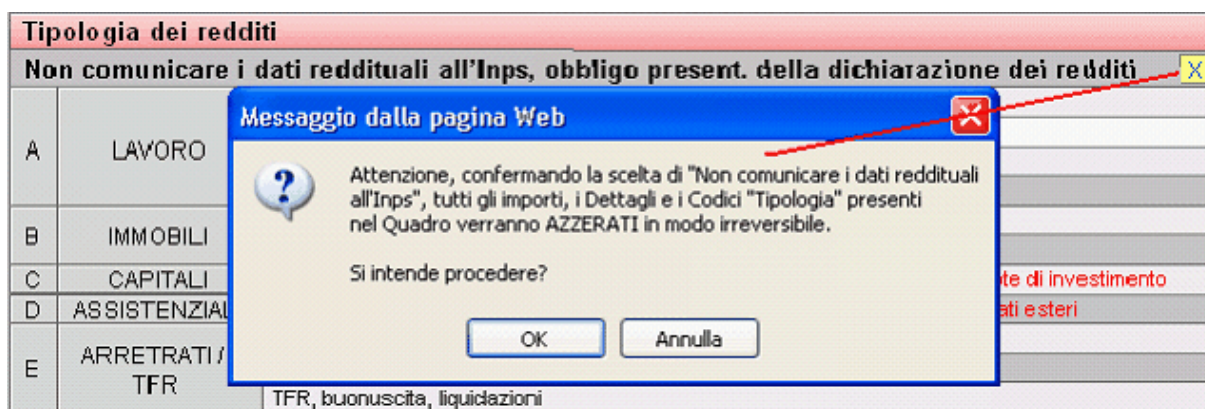 Tipologia dei redditi
Non comunicare i dati reddituali all'Inps, obbligo present. della dichiarazione dei redditi X
Messaggio dalla pagina Web
A LAVORO
Attenzione, confermando la scelta di "Non comunicare i dati reddituali
all'Inps", tutti gli importi, i Dettagli e i Codici "Tipologia" presenti
nel Quadro verranno AZZERATI in modo irreversibile.
B IMMOBILI
Si intende procedere?
C CAPITALI di investimento
D esteri
OK Annulla
E ARRETRATI /
TFR
TFR, buonuscita, liquidazioni